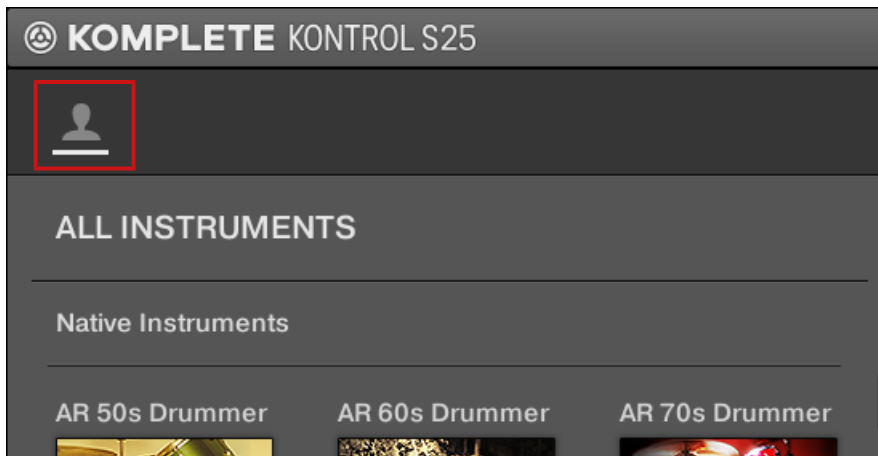 KOMPLETE KONTROL S25
ALL INSTRUMENTS
Native Instruments
AR 50s Drummer AR 60s Drummer AR 70s Drummer